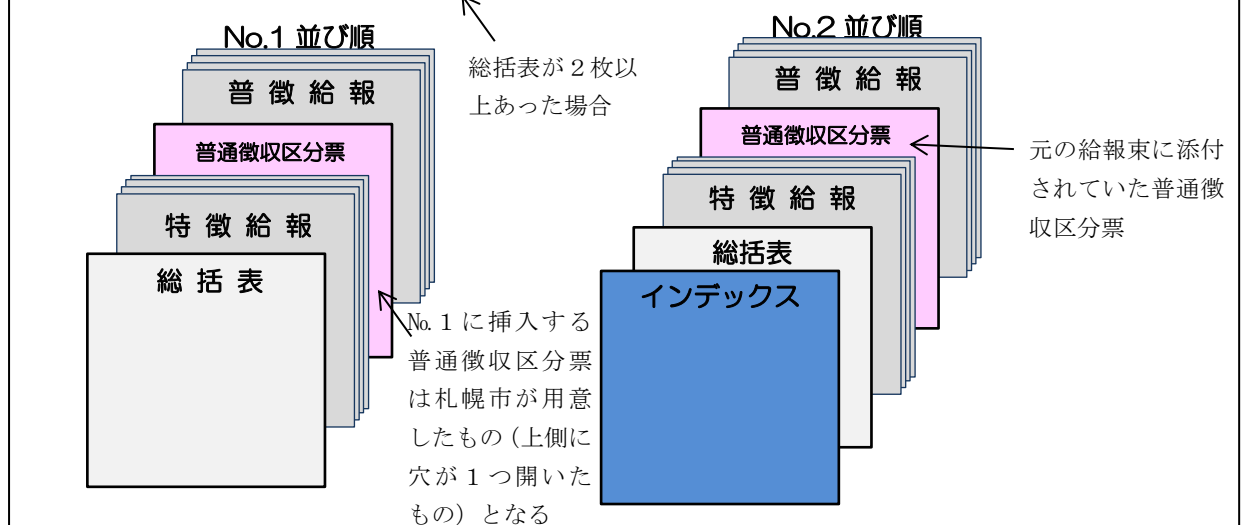 No.1 並び順
普 徴 給 報
普通徴収区分票
特 徴 給 報
総 括 表
総括表が２枚以
上あった場合
№１に挿入する
普通徴収区分票
は札幌市が用意
したもの（上側に
穴が１つ開いた
もの）となる
No.2 並び順
普 徴 給 報
普通徴収区分票
特 徴 給 報
総括表
インデックス
元の給報束に添付
されていた普通徴
収区分票